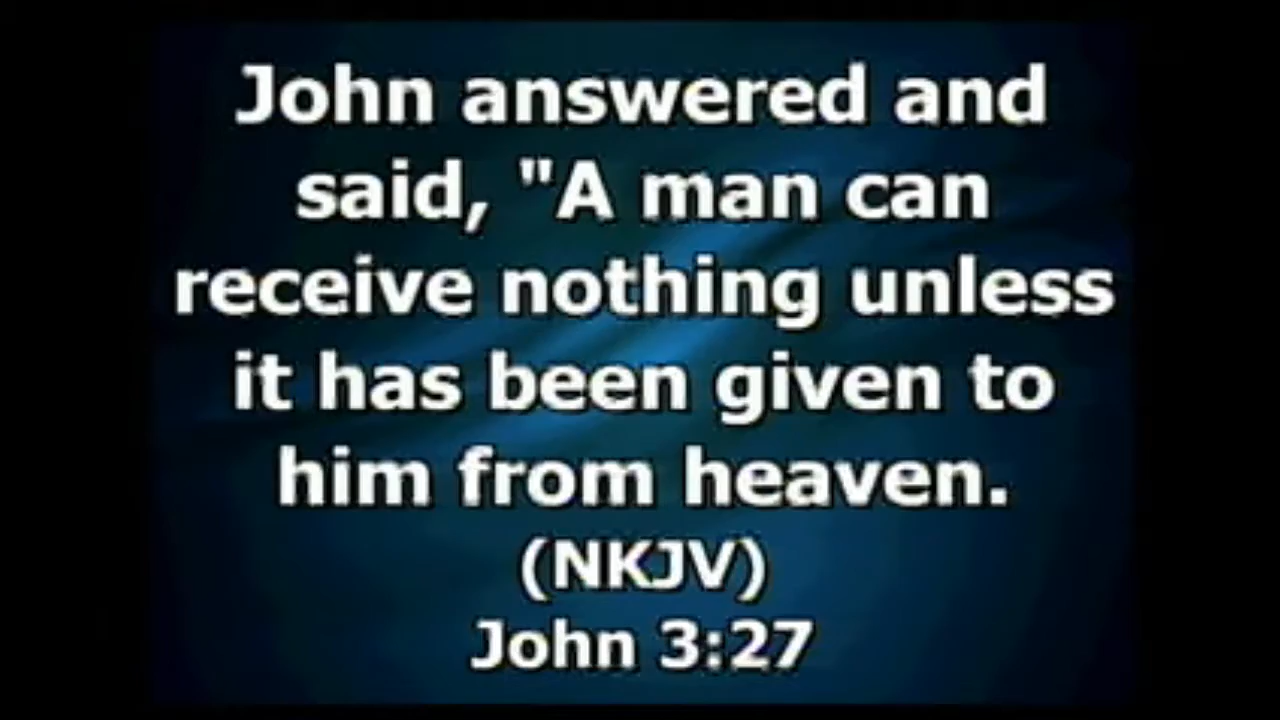 John answered and
said, "A man can
receive nothing unless
it has been given to
him from heaven.
(NKJV)
John 3:27